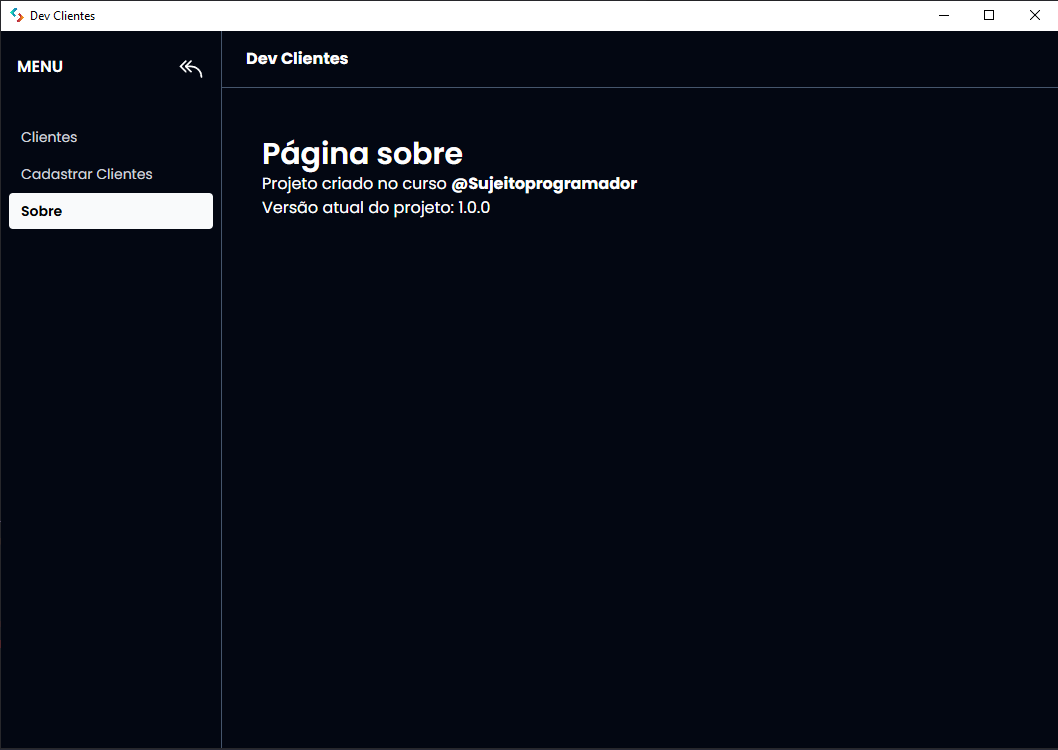 Dev Clientes
MENU
Dev Clientes
Clientes
Cadastrar Clientes
Sobre
Página sobre
Projeto criado no curso @Sujeitoprogramador
Versão atual do projeto: 1.0.0